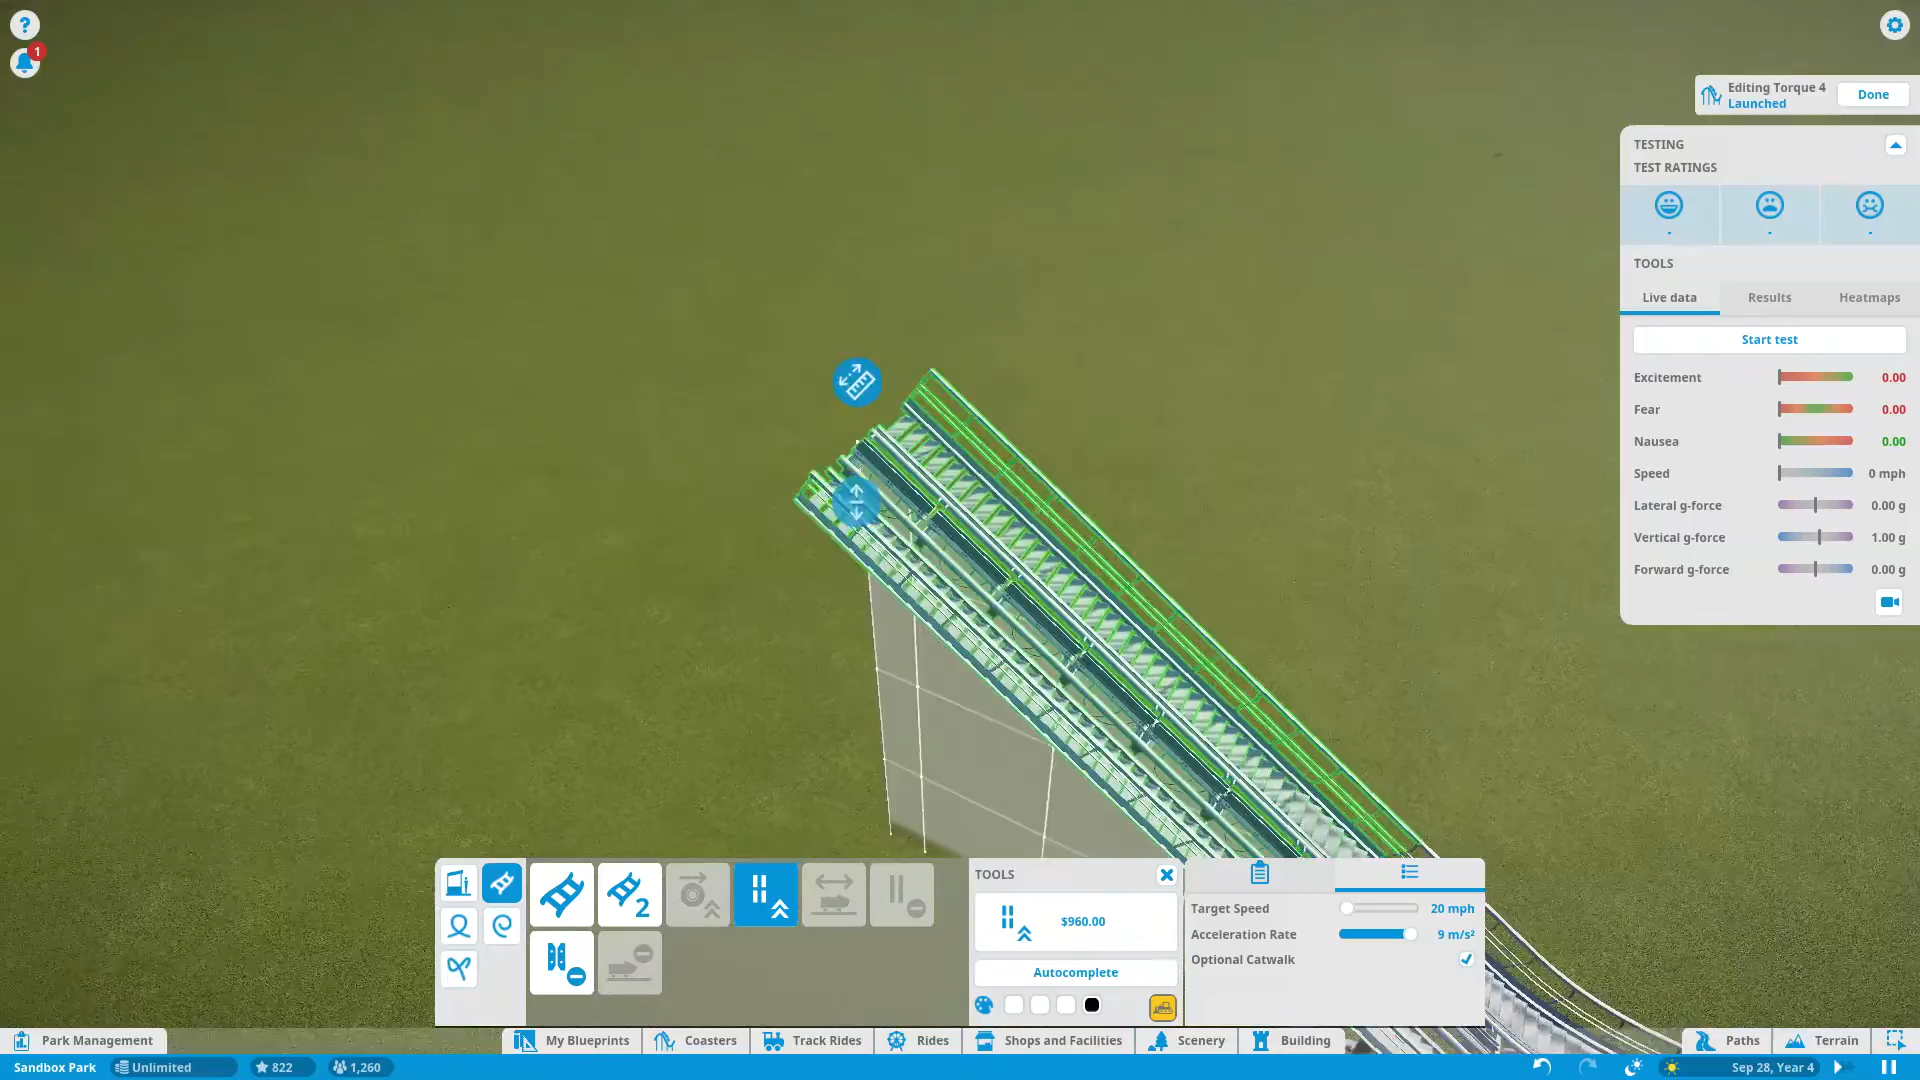 ?
1
Editing Torque 4
Launched
Done
TESTING
TEST RATINGS
-
-
-
TOOLS
Live data
Results
Heatmaps
Start test
Excitement
0.00
Fear
0.00
Nausea
0.00
Speed
0 mph
Lateral g-force
0.00 g
Vertical g-force
1.00 g
Forward g-force
0.00 g
2
TOOLS
$960.00
Autocomplete
Target Speed
20 mph
Acceleration Rate
9 m/s²
Optional Catwalk
Park Management
My Blueprints
Coasters
Track Rides
Rides
Shops and Facilities
Scenery
Building
Paths
Terrain
Sandbox Park
Unlimited
822
1,260
Sep 28, Year 4